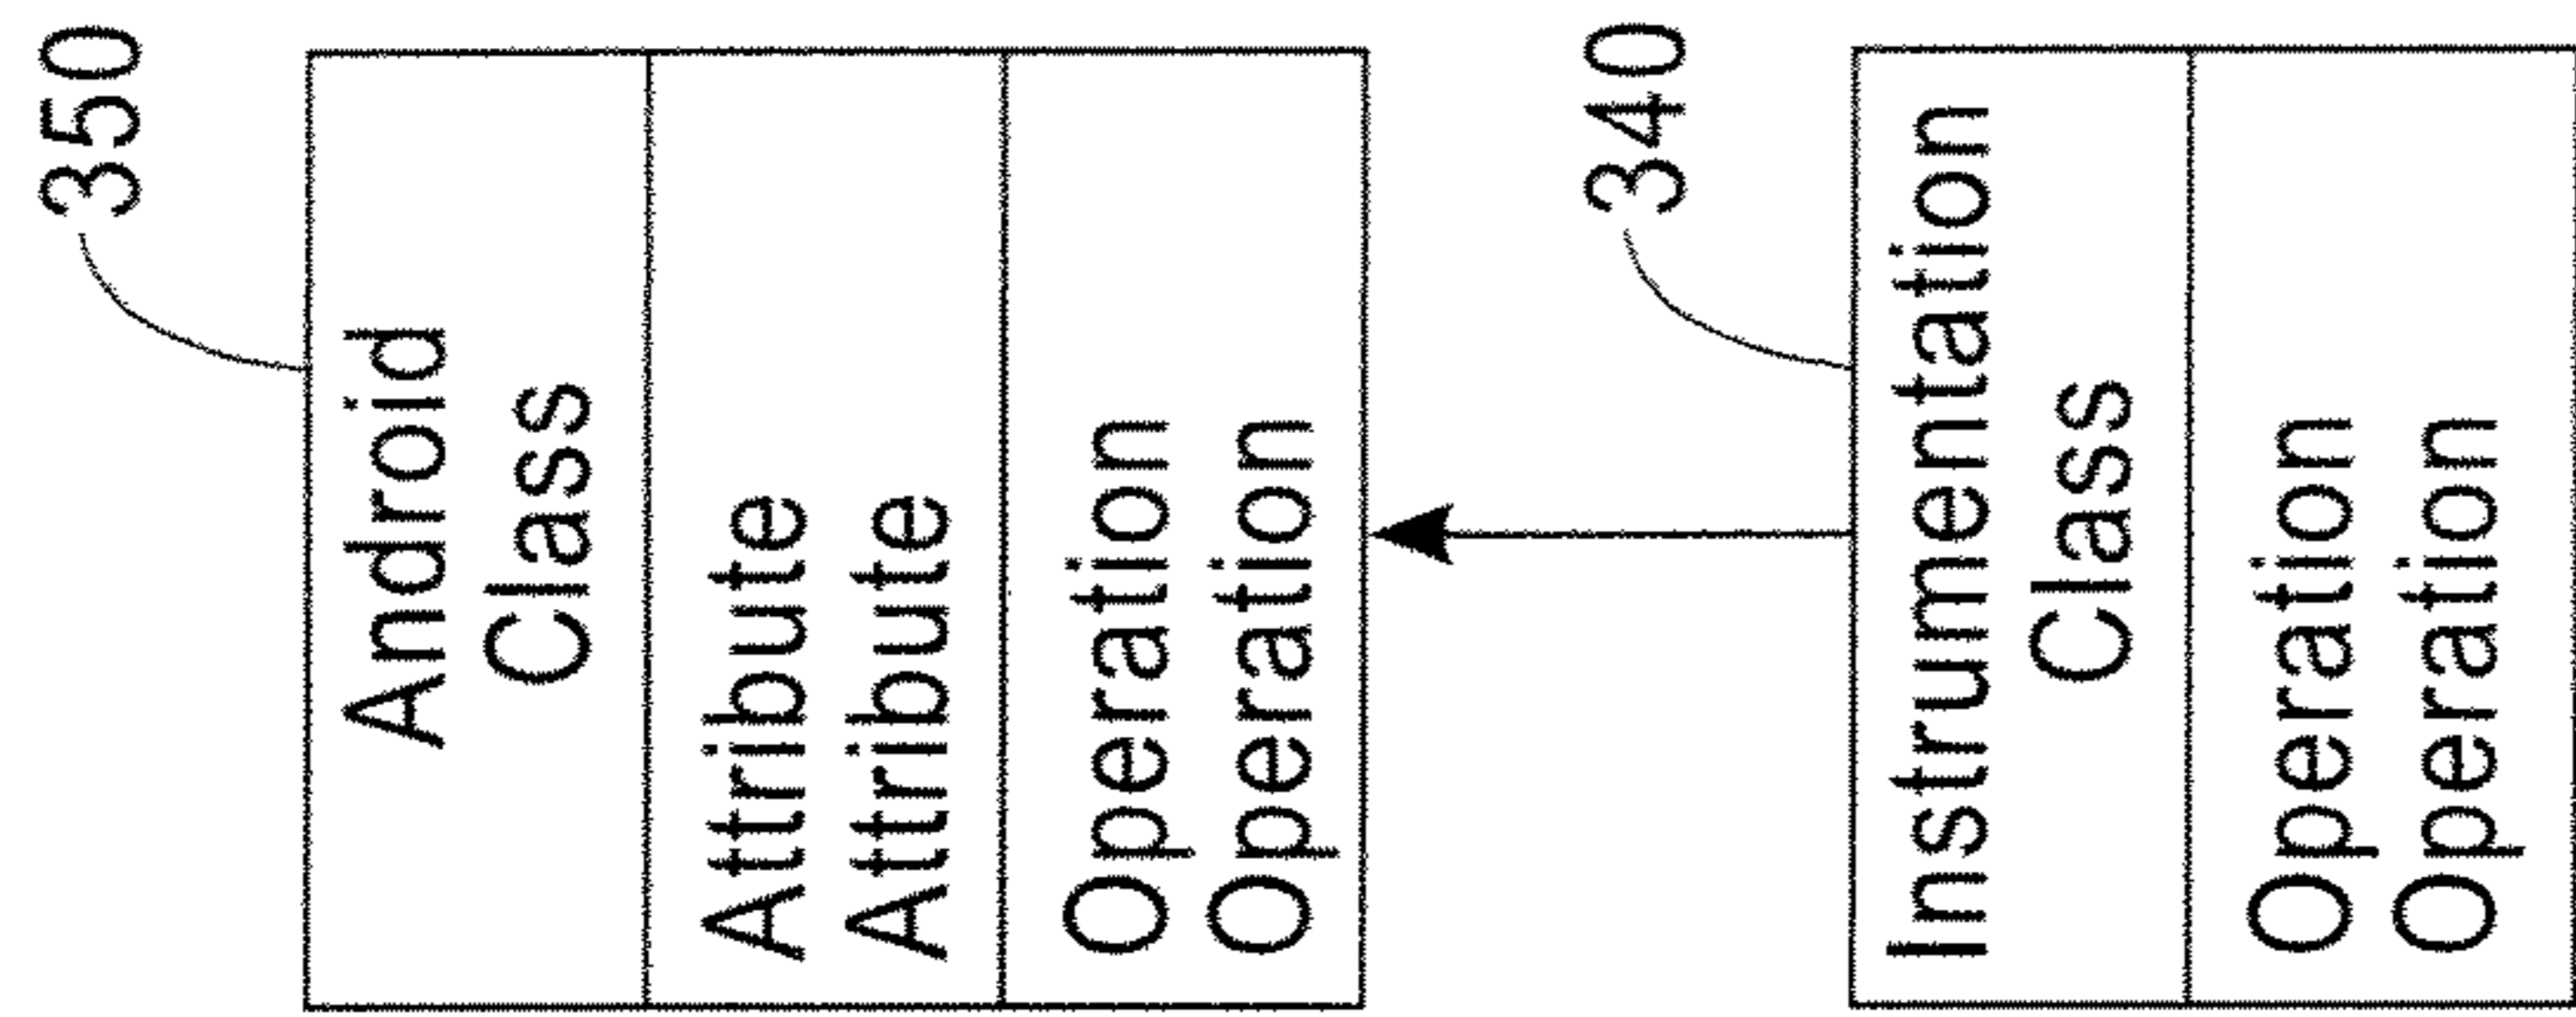 350
Android
Class
Attribute
Attribute
Operation
Operation
340
Instrumentation
Class
Operation
Operation